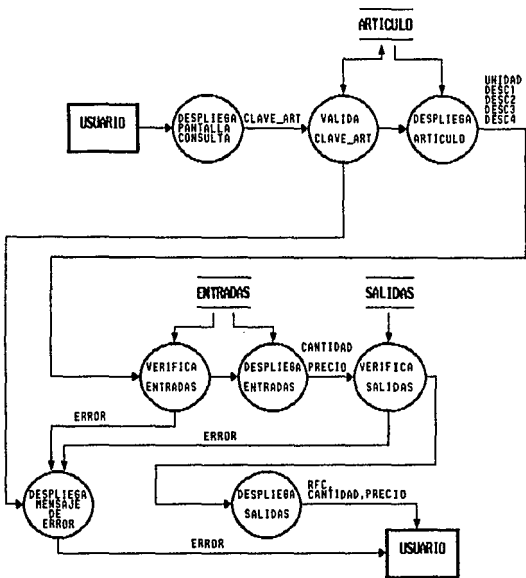 ARTICULO
UNIDAD
DESC1
DESC2
DESC3
DESC4
USUARIO
DESPLIEGA
PANTALLA
CONSULTA
CLAVE_ART
VALIDA
CLAVE_ART
DESPLIEGA
ARTICULO
ENTRADAS
SALIDAS
VERIFICA
ENTRADAS
DESPLIEGA
ENTRADAS
CANTIDAD
PRECIO
VERIFICA
SALIDAS
ERROR
ERROR
DESPLIEGA
MENSAJE
DE
ERROR
DESPLIEGA
SALIDAS
RFC,
CANTIDAD,PRECIO
ERROR
USUARIO